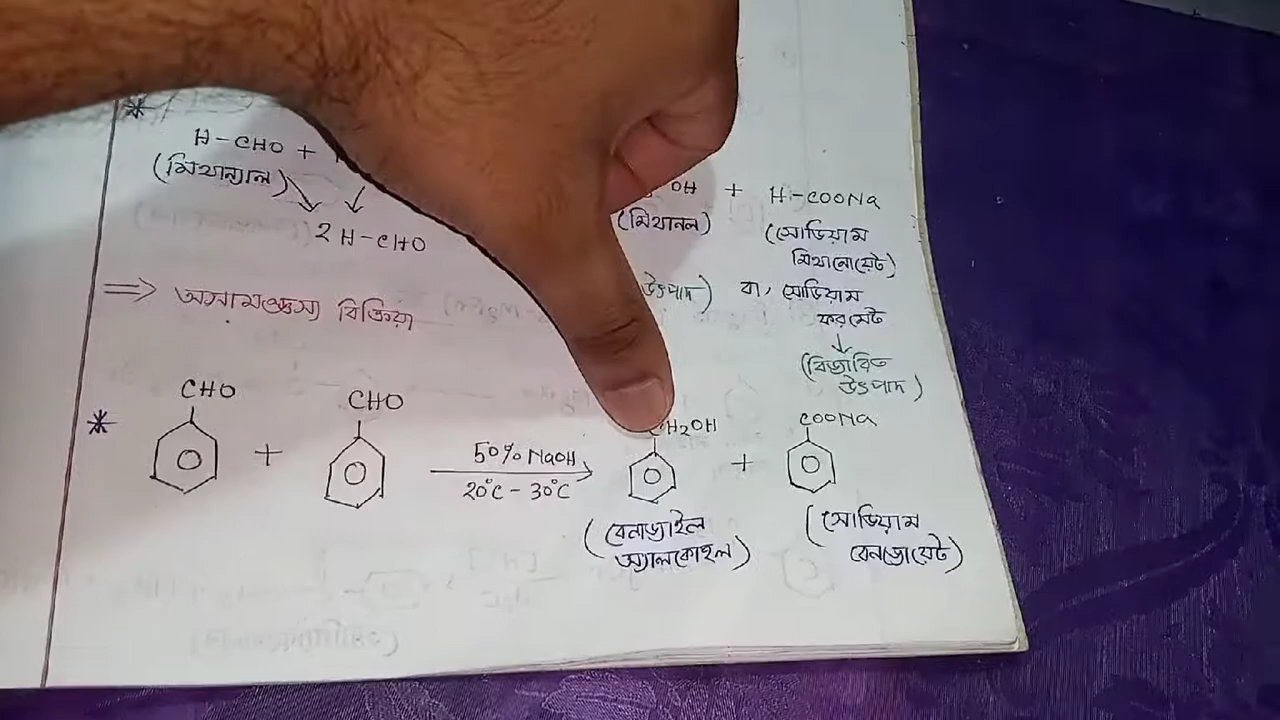 *
H-CHO +
OH + H-COONa
(মিথান্যাল)
(মিথানল)
(সোডিয়াম
মিথানোয়েট)
2 H-CHO
উৎপাদ)
বা, সোডিয়াম
ফরমেট
⟹ অসামঞ্জস্য বিক্রিয়া
↓
(বিজারিত
উৎপাদ)
CHO
CHO
CH2OH
COONa
* + 50% NaOH +
20°C - 30°C
(বেনজাইল
অ্যালকোহল)
(সোডিয়াম
বেনজোয়েট)